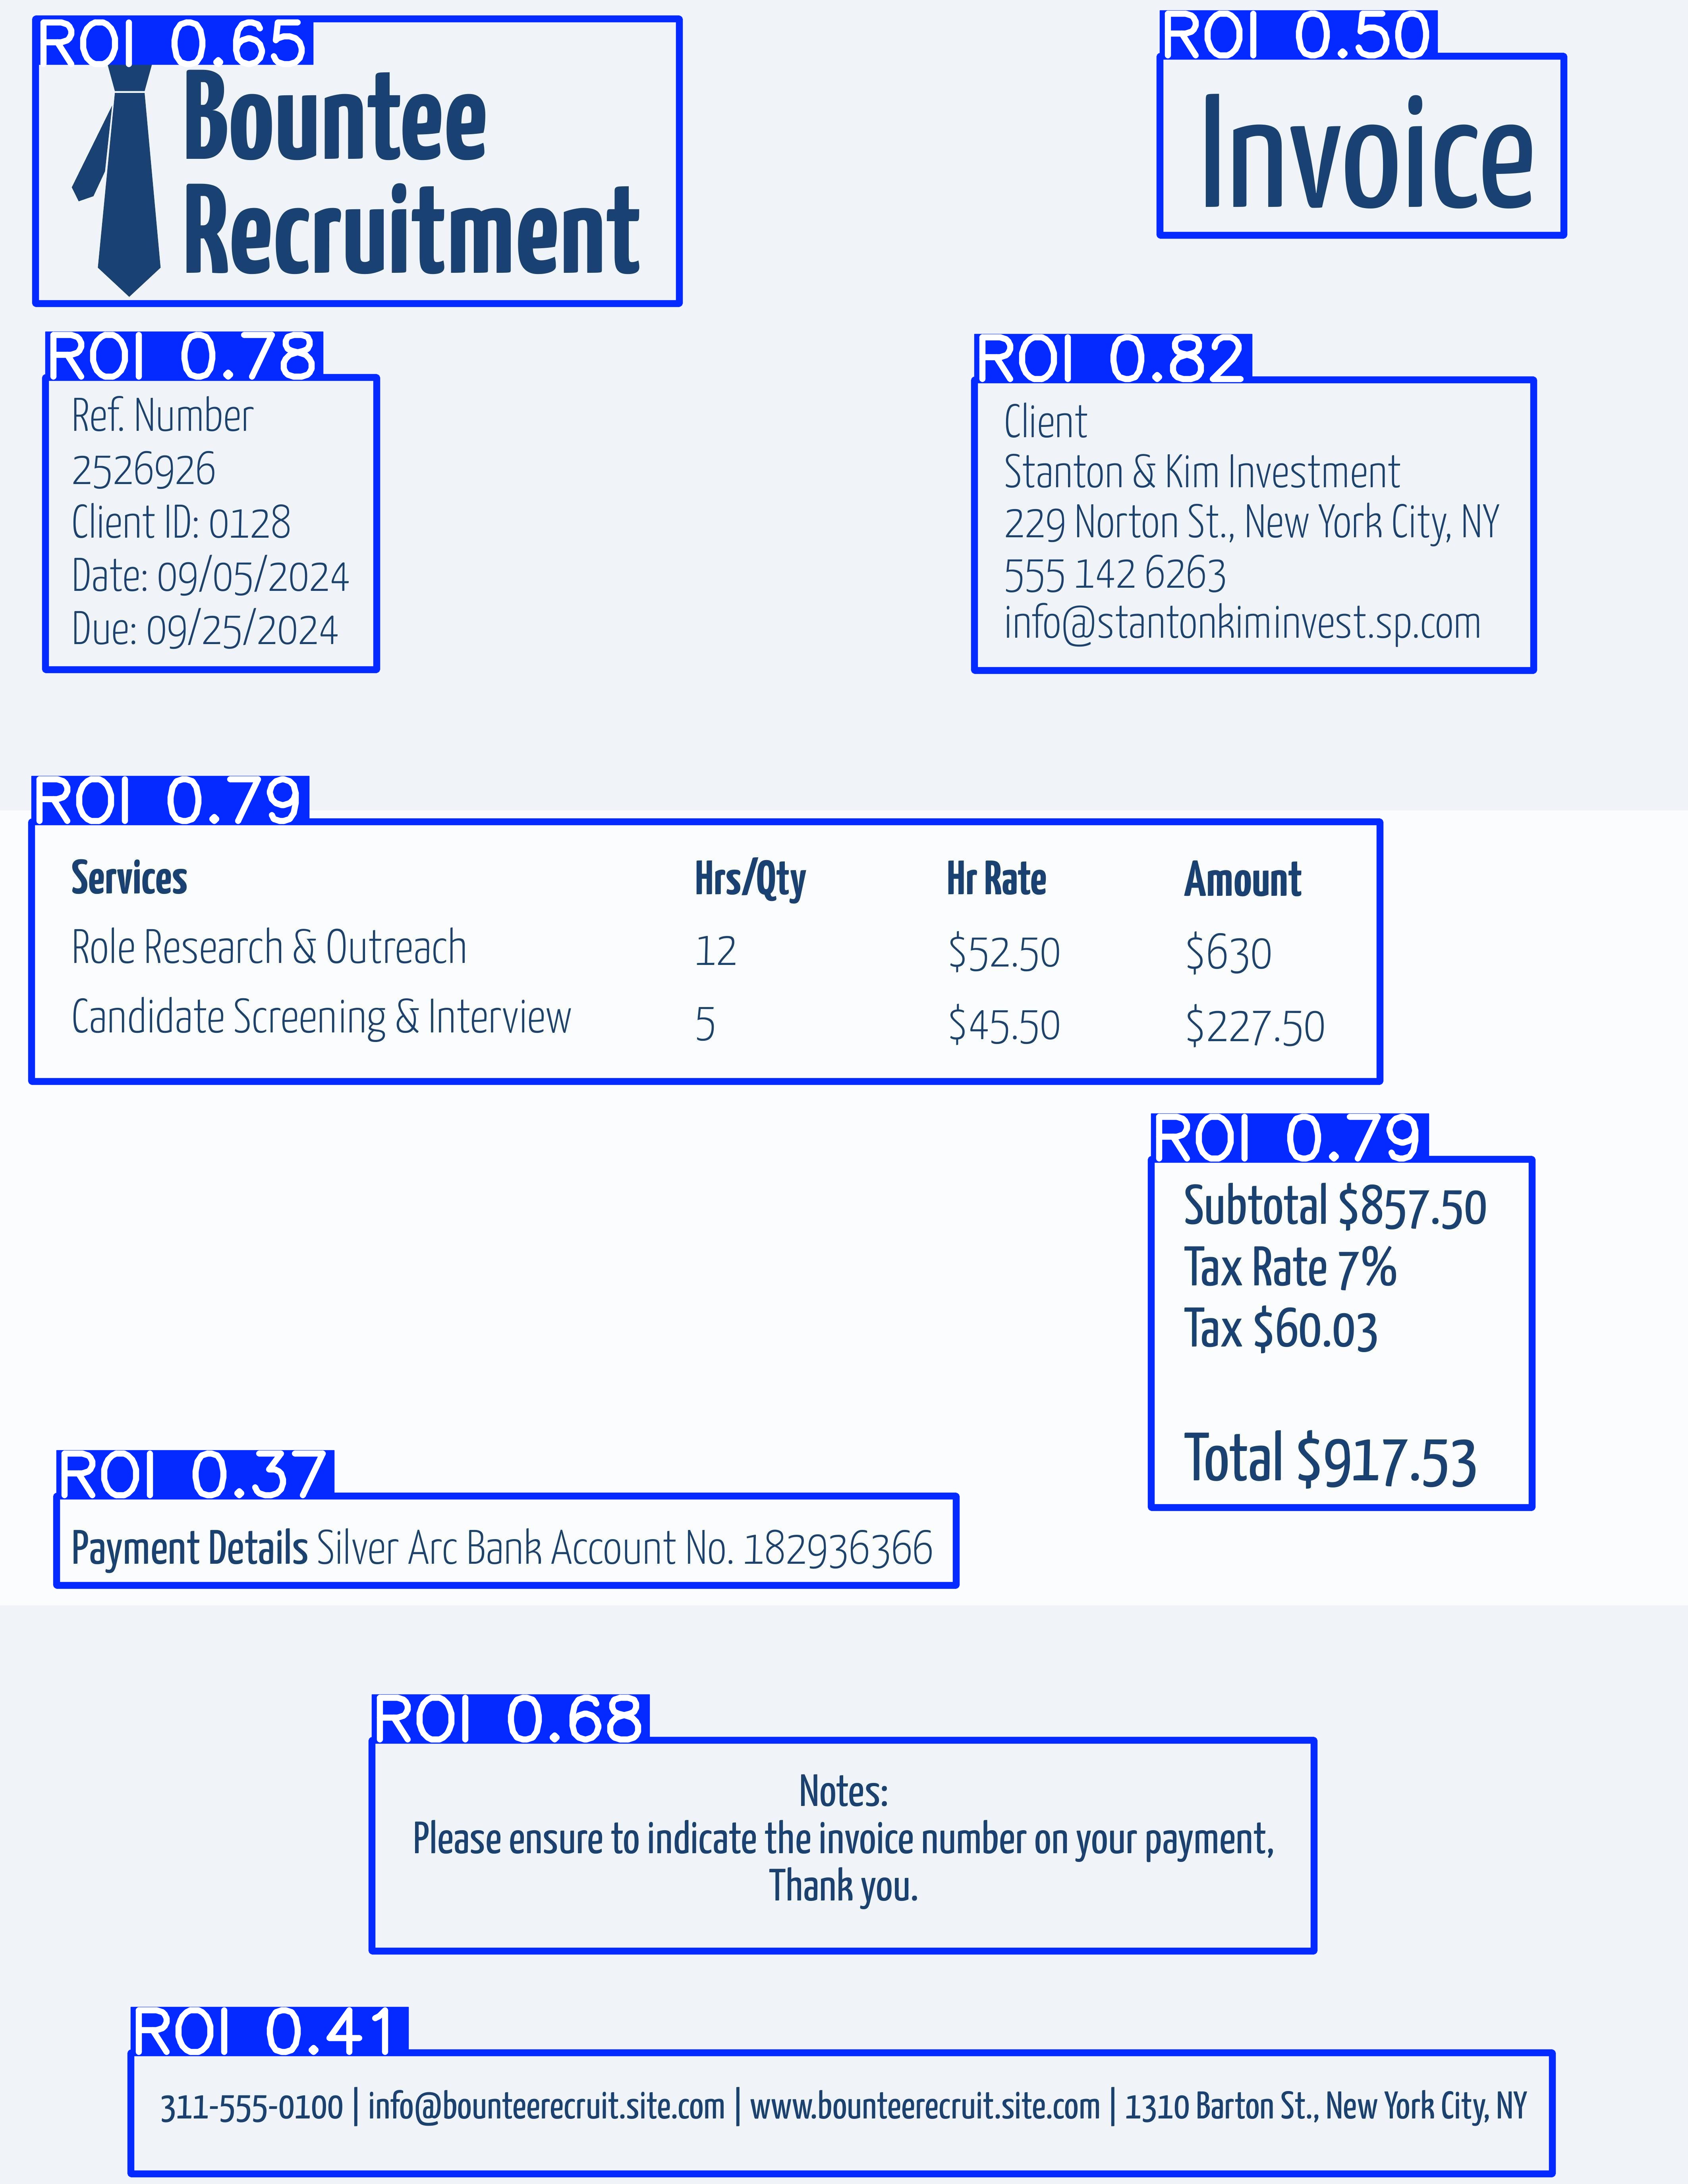 ROI 0.65
Bountee
Recruitment
ROI 0.50
Invoice
ROI 0.78
Ref. Number
2526926
Client ID: 0128
Date: 09/05/2024
Due: 09/25/2024
ROI 0.82
Client
Stanton & Kim Investment
229 Norton St., New York City, NY
555 142 6263
info@stantonkiminvest.sp.com
ROI 0.79
Services Hrs/Qty Hr Rate Amount
Role Research & Outreach 12 $52.50 $630
Candidate Screening & Interview 5 $45.50 $227.50
ROI 0.79
Subtotal $857.50
Tax Rate 7%
Tax $60.03
Total $917.53
ROI 0.37
Payment Details Silver Arc Bank Account No. 182936366
ROI 0.68
Notes:
Please ensure to indicate the invoice number on your payment,
Thank you.
ROI 0.41
311-555-0100 | info@bounteerecruit.site.com | www.bounteerecruit.site.com | 1310 Barton St., New York City, NY